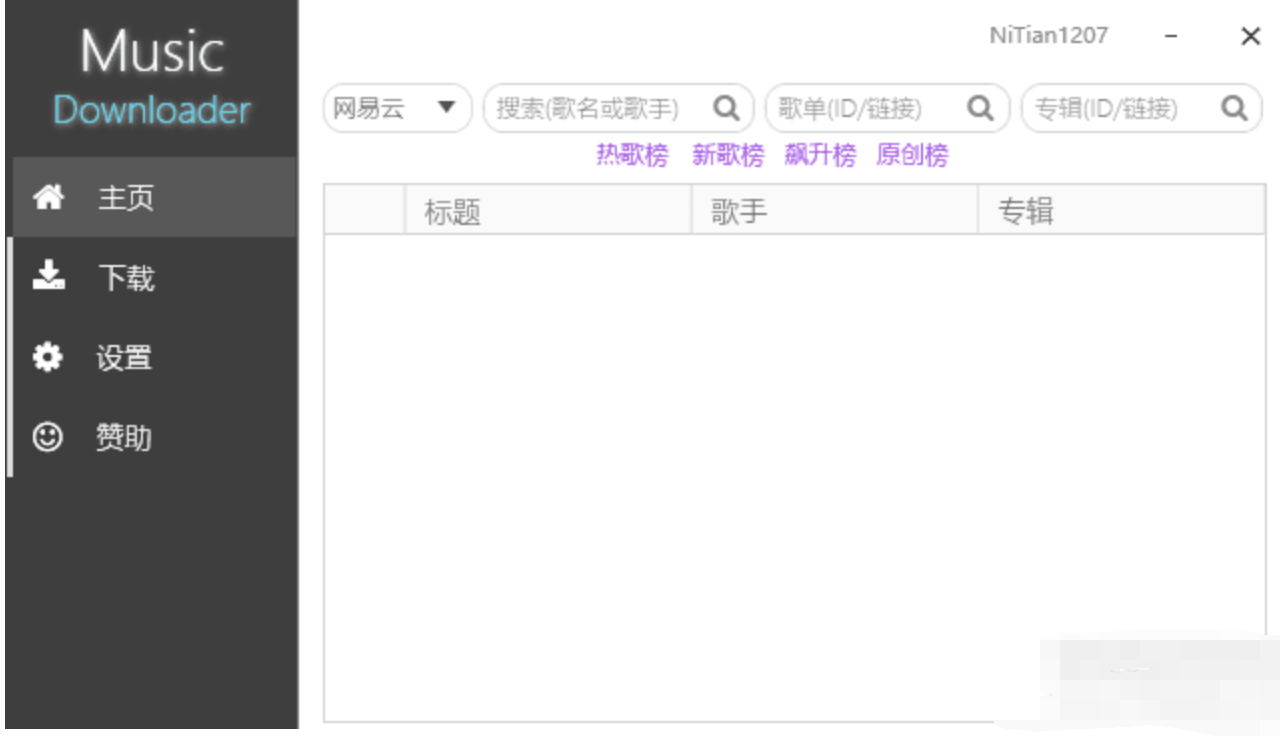 Music
Downloader
主页
下载
设置
赞助
NiTian1207
网易云 搜索(歌名或歌手) 歌单(ID/链接) 专辑(ID/链接)
热歌榜 新歌榜 飙升榜 原创榜
标题 歌手 专辑